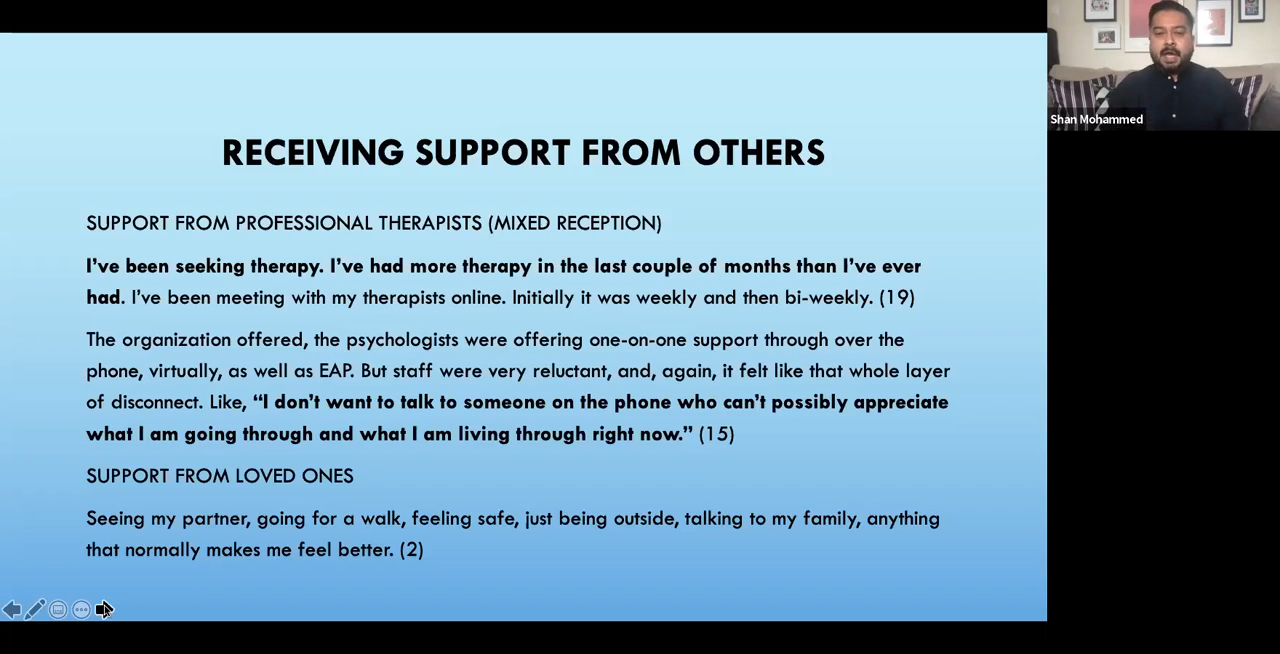 RECEIVING SUPPORT FROM OTHERS
Shan Mohammed
SUPPORT FROM PROFESSIONAL THERAPISTS (MIXED RECEPTION)
I’ve been seeking therapy. I’ve had more therapy in the last couple of months than I’ve ever
had. I’ve been meeting with my therapists online. Initially it was weekly and then bi-weekly. (19)
The organization offered, the psychologists were offering one-on-one support through over the
phone, virtually, as well as EAP. But staff were very reluctant, and, again, it felt like that whole layer
of disconnect. Like, “I don’t want to talk to someone on the phone who can’t possibly appreciate
what I am going through and what I am living through right now.” (15)
SUPPORT FROM LOVED ONES
Seeing my partner, going for a walk, feeling safe, just being outside, talking to my family, anything
that normally makes me feel better. (2)